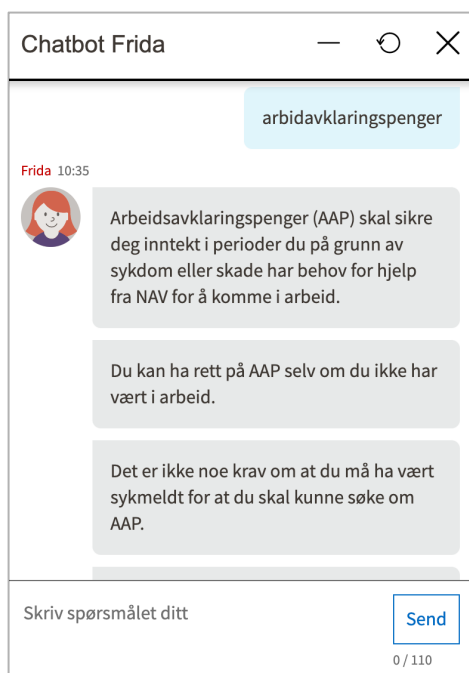 Chatbot Frida
arbidavklaringspenger
Frida 10:35
Arbeidsavklaringspenger (AAP) skal sikre
deg inntekt i perioder du på grunn av
sykdom eller skade har behov for hjelp
fra NAV for å komme i arbeid.
Du kan ha rett på AAP selv om du ikke har
vært i arbeid.
Det er ikke noe krav om at du må ha vært
sykmeldt for at du skal kunne søke om
AAP.
Skriv spørsmålet ditt
Send
0 / 110